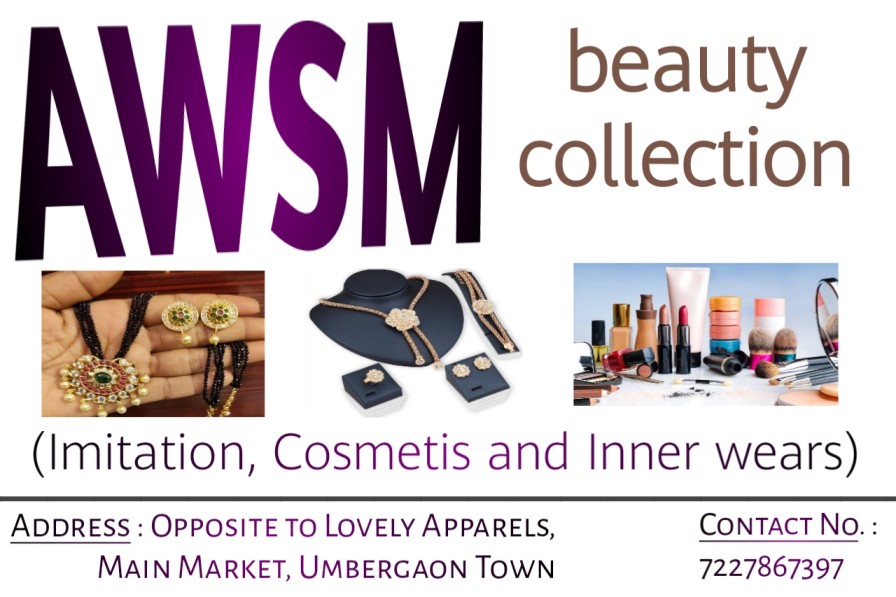 AWSM
beauty
collection
(Imitation, Cosmetis and Inner wears)
Address : Opposite to Lovely Apparels,
Main Market, Umbergaon Town
Contact No. :
7227867397